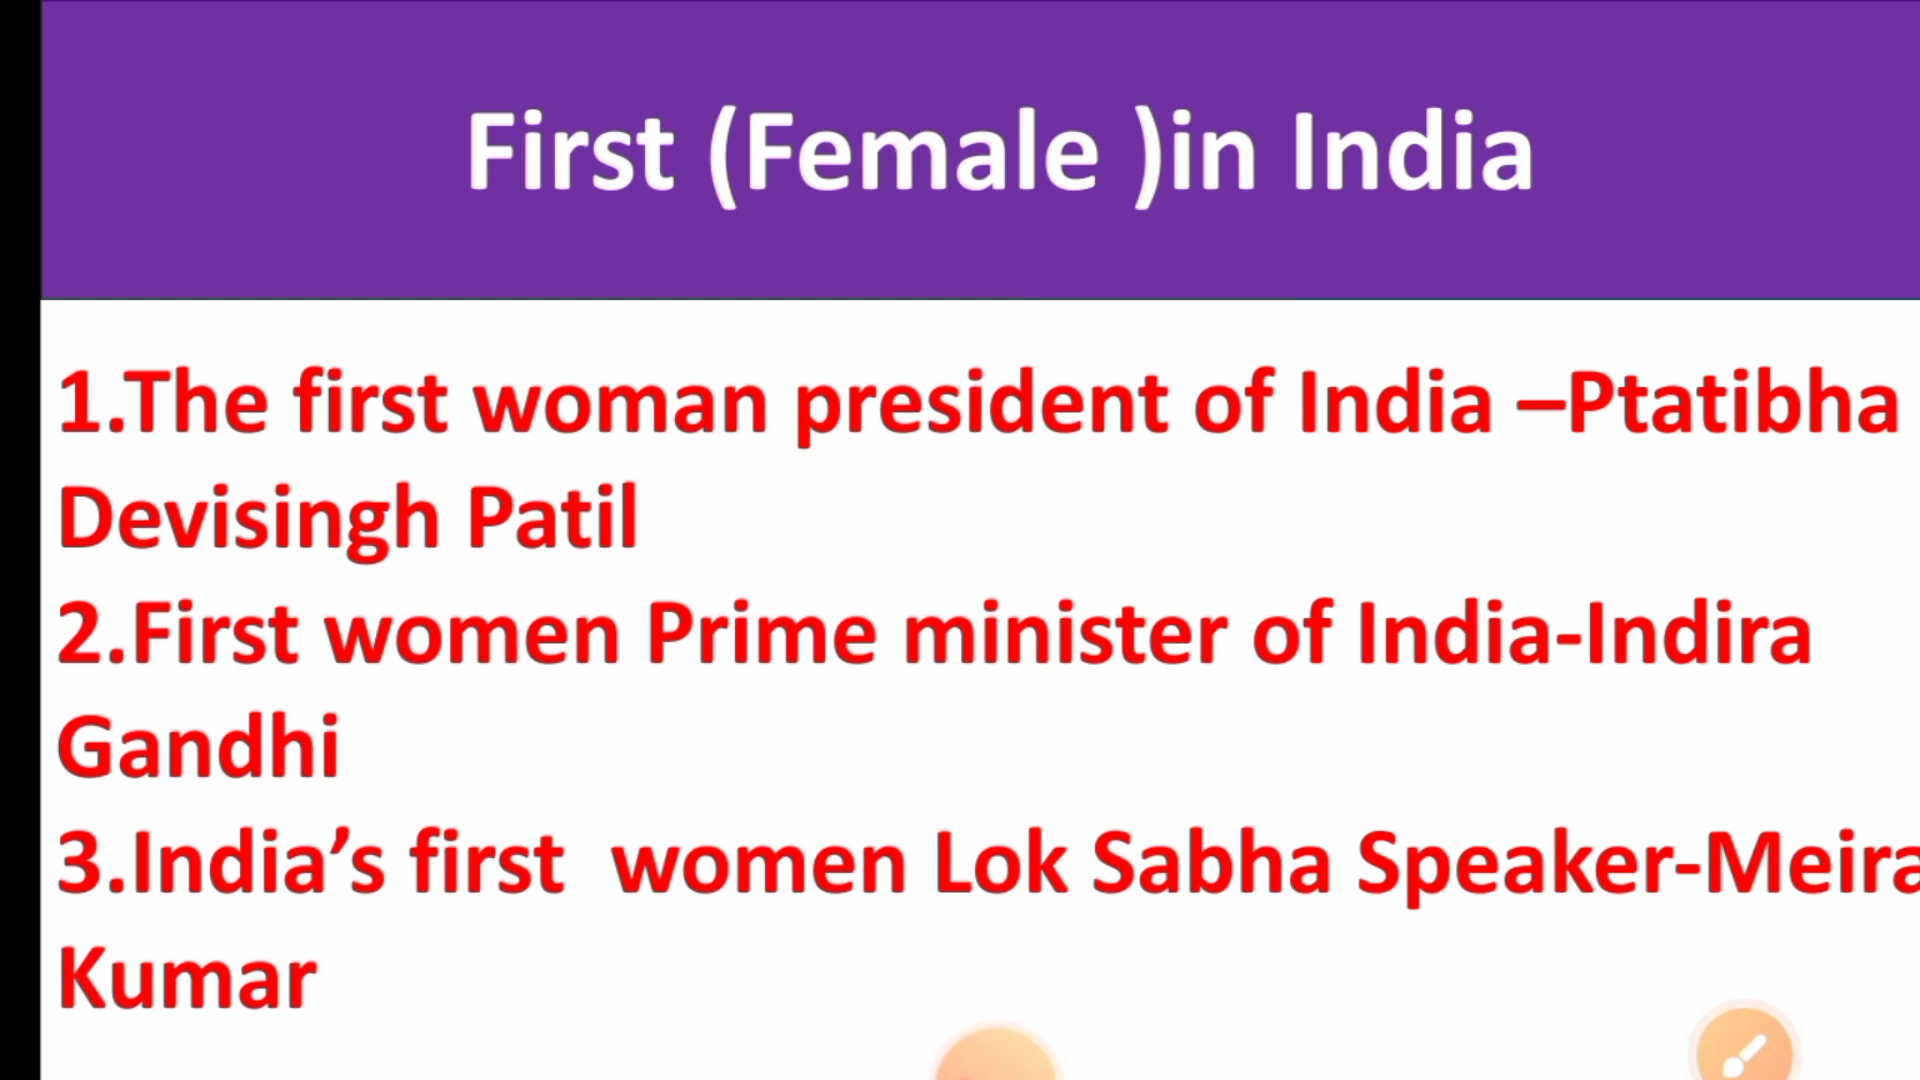 First (Female )in India
1.The first woman president of India –Ptatibha
Devisingh Patil
2.First women Prime minister of India-Indira
Gandhi
3.India’s first  women Lok Sabha Speaker-Meira
Kumar